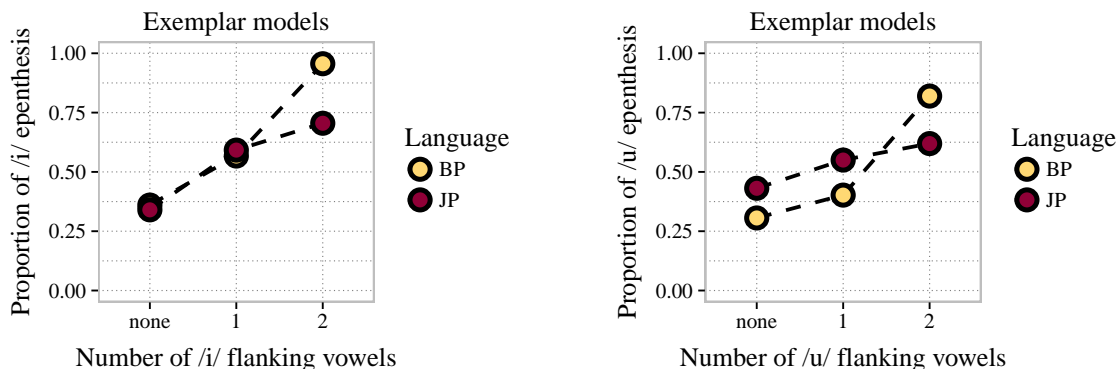 Exemplar models
Proportion of /i/ epenthesis
1.00
0.75
0.50
0.25
0.00
none 1 2
Number of /i/ flanking vowels
Language
BP
JP
Exemplar models
Proportion of /u/ epenthesis
1.00
0.75
0.50
0.25
0.00
none 1 2
Number of /u/ flanking vowels
Language
BP
JP